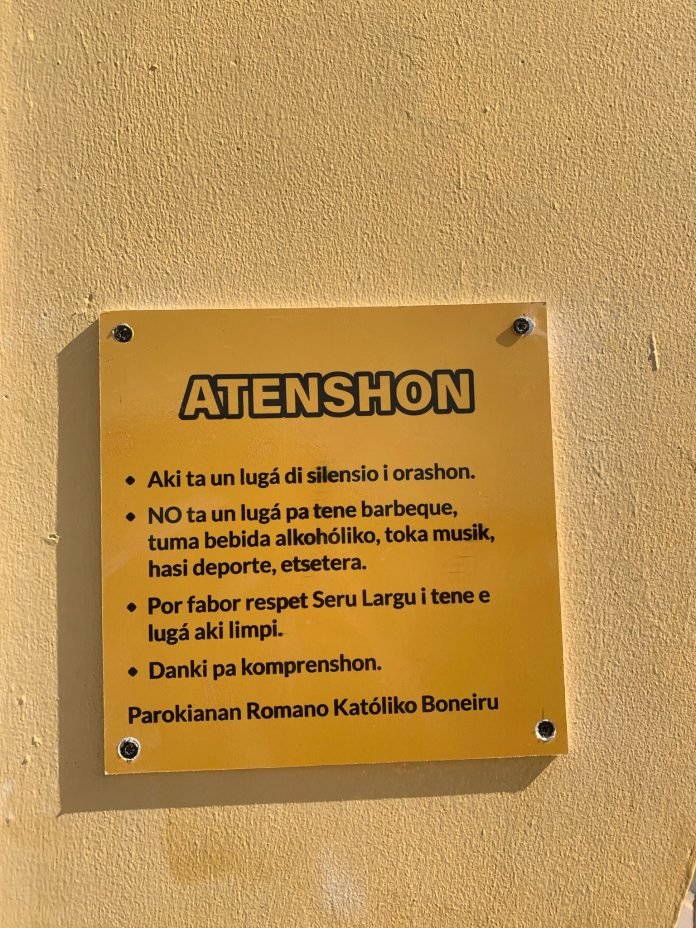 ATENSHON
• Aki ta un lugá di silensio i orashon.
• NO ta un lugá pa tene barbeque,
tuma bebida alkohóliko, toka musik,
hasi deporte, etsetera.
• Por fabor respet Seru Largu i tene e
lugá aki limpi.
• Danki pa komprenshon.
Parokianan Romano Katóliko Boneiru